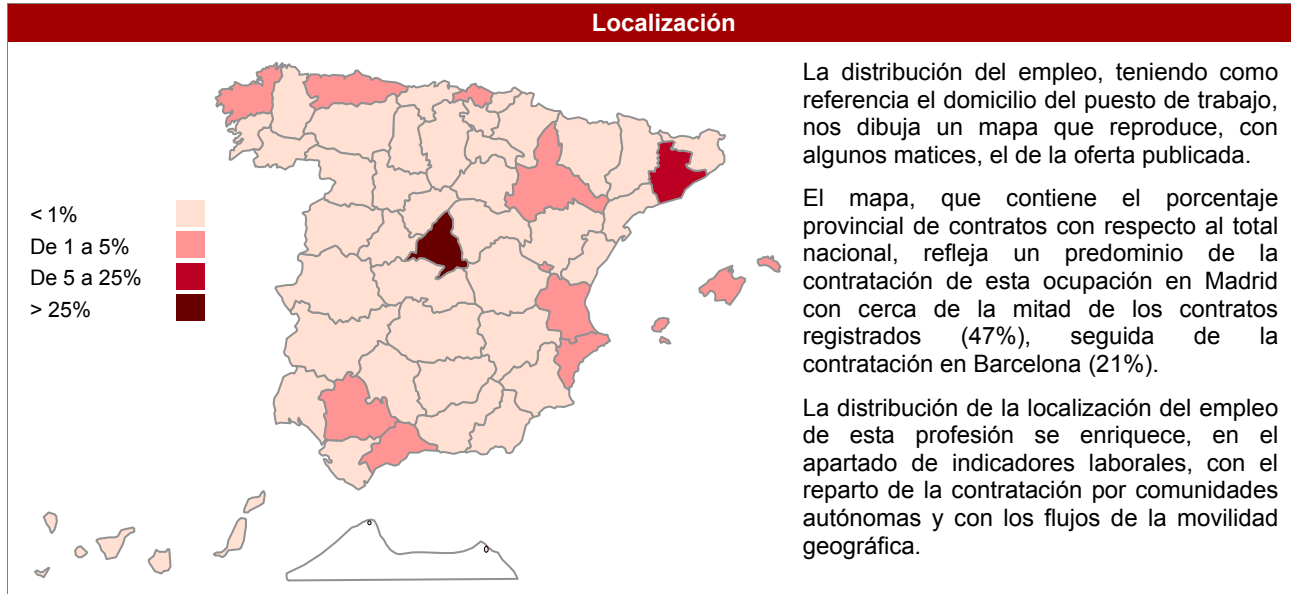 Localización
< 1%
De 1 a 5%
De 5 a 25%
> 25%
La distribución del empleo, teniendo como
referencia el domicilio del puesto de trabajo,
nos dibuja un mapa que reproduce, con
algunos matices, el de la oferta publicada.
El mapa, que contiene el porcentaje
provincial de contratos con respecto al total
nacional, refleja un predominio de la
contratación de esta ocupación en Madrid
con cerca de la mitad de los contratos
registrados (47%), seguida de la
contratación en Barcelona (21%).
La distribución de la localización del empleo
de esta profesión se enriquece, en el
apartado de indicadores laborales, con el
reparto de la contratación por comunidades
autónomas y con los flujos de la movilidad
geográfica.